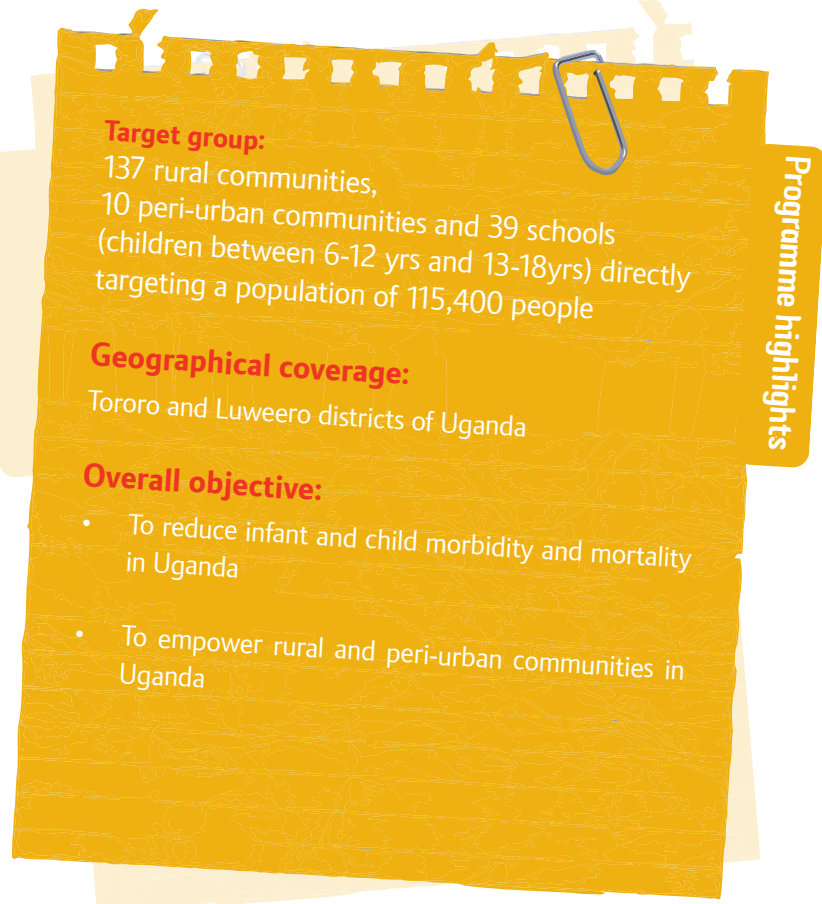 Target group:
137 rural communities,
10 peri-urban communities and 39 schools
(children between 6-12 yrs and 13-18yrs) directly
targeting a population of 115,400 people
Geographical coverage:
Tororo and Luweero districts of Uganda
Overall objective:
• To reduce infant and child morbidity and mortality
in Uganda
• To empower rural and peri-urban communities in
Uganda
Programme highlights